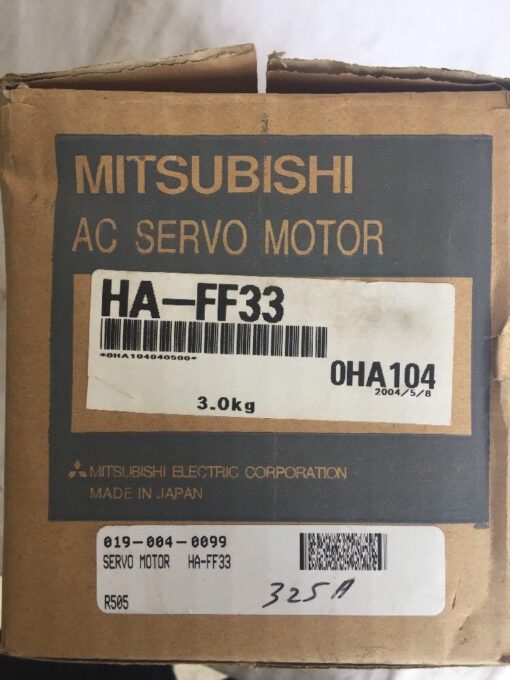 MITSUBISHI
AC SERVO MOTOR
HA-FF33
*0HA104040500*
0HA104
2004/5/8
3.0kg
MITSUBISHI ELECTRIC CORPORATION
MADE IN JAPAN
019-004-0099
SERVO MOTOR HA-FF33
R505
325A